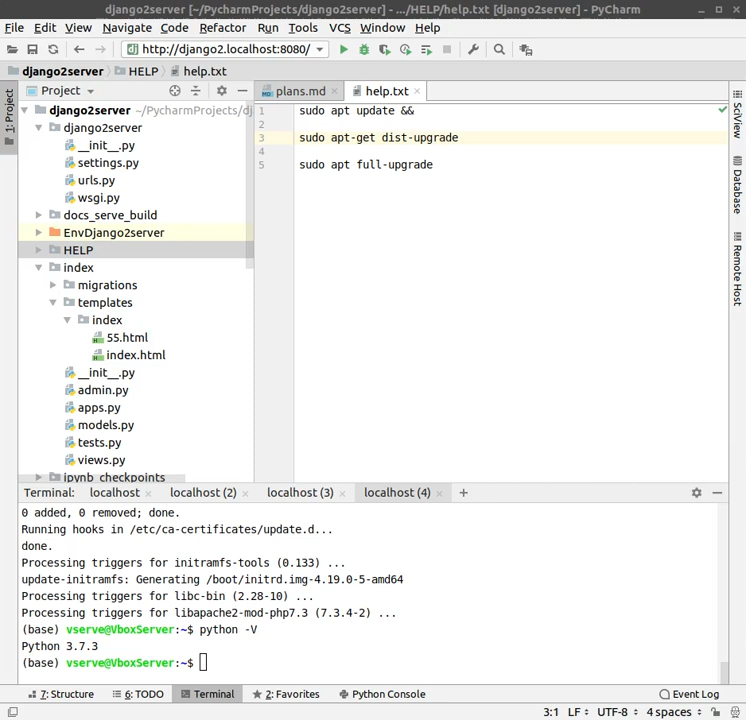 django2server [~/PycharmProjects/django2server] - .../HELP/help.txt [django2server] - PyCharm
File Edit View Navigate Code Refactor Run Tools VCS Window Help
http://django2.localhost:8080/
django2server HELP help.txt
Project
plans.md
help.txt
1: Project
django2server ~/PycharmProjects/dj
django2server
__init__.py
settings.py
urls.py
wsgi.py
docs_serve_build
EnvDjango2server
HELP
index
migrations
templates
index
55.html
index.html
__init__.py
admin.py
apps.py
models.py
tests.py
views.py
ipynb_checkpoints
1 sudo apt update &&
2
3 sudo apt-get dist-upgrade
4
5 sudo apt full-upgrade
SciView
Database
Remote Host
Terminal: localhost localhost (2) localhost (3) localhost (4)
0 added, 0 removed; done.
Running hooks in /etc/ca-certificates/update.d...
done.
Processing triggers for initramfs-tools (0.133) ...
update-initramfs: Generating /boot/initrd.img-4.19.0-5-amd64
Processing triggers for libc-bin (2.28-10) ...
Processing triggers for libapache2-mod-php7.3 (7.3.4-2) ...
(base) vserve@VboxServer:~$ python -V
Python 3.7.3
(base) vserve@VboxServer:~$
7: Structure 6: TODO Terminal 2: Favorites Python Console Event Log
3:1 LF UTF-8 4 spaces